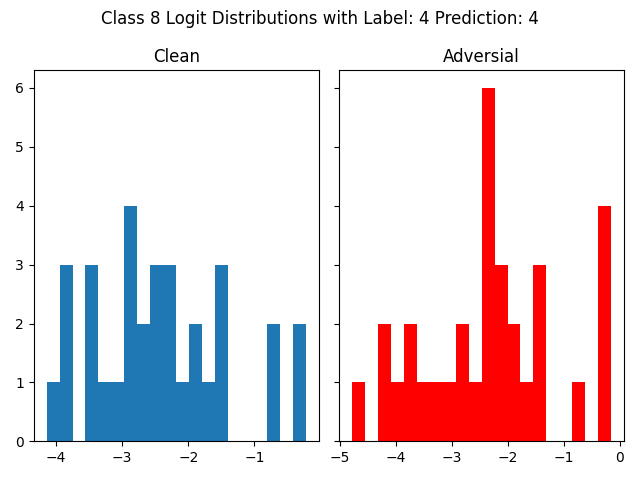 Class 8 Logit Distributions with Label: 4 Prediction: 4
Clean
Adversial
6
5
4
3
2
1
0
−4 −3 −2 −1
−5 −4 −3 −2 −1 0